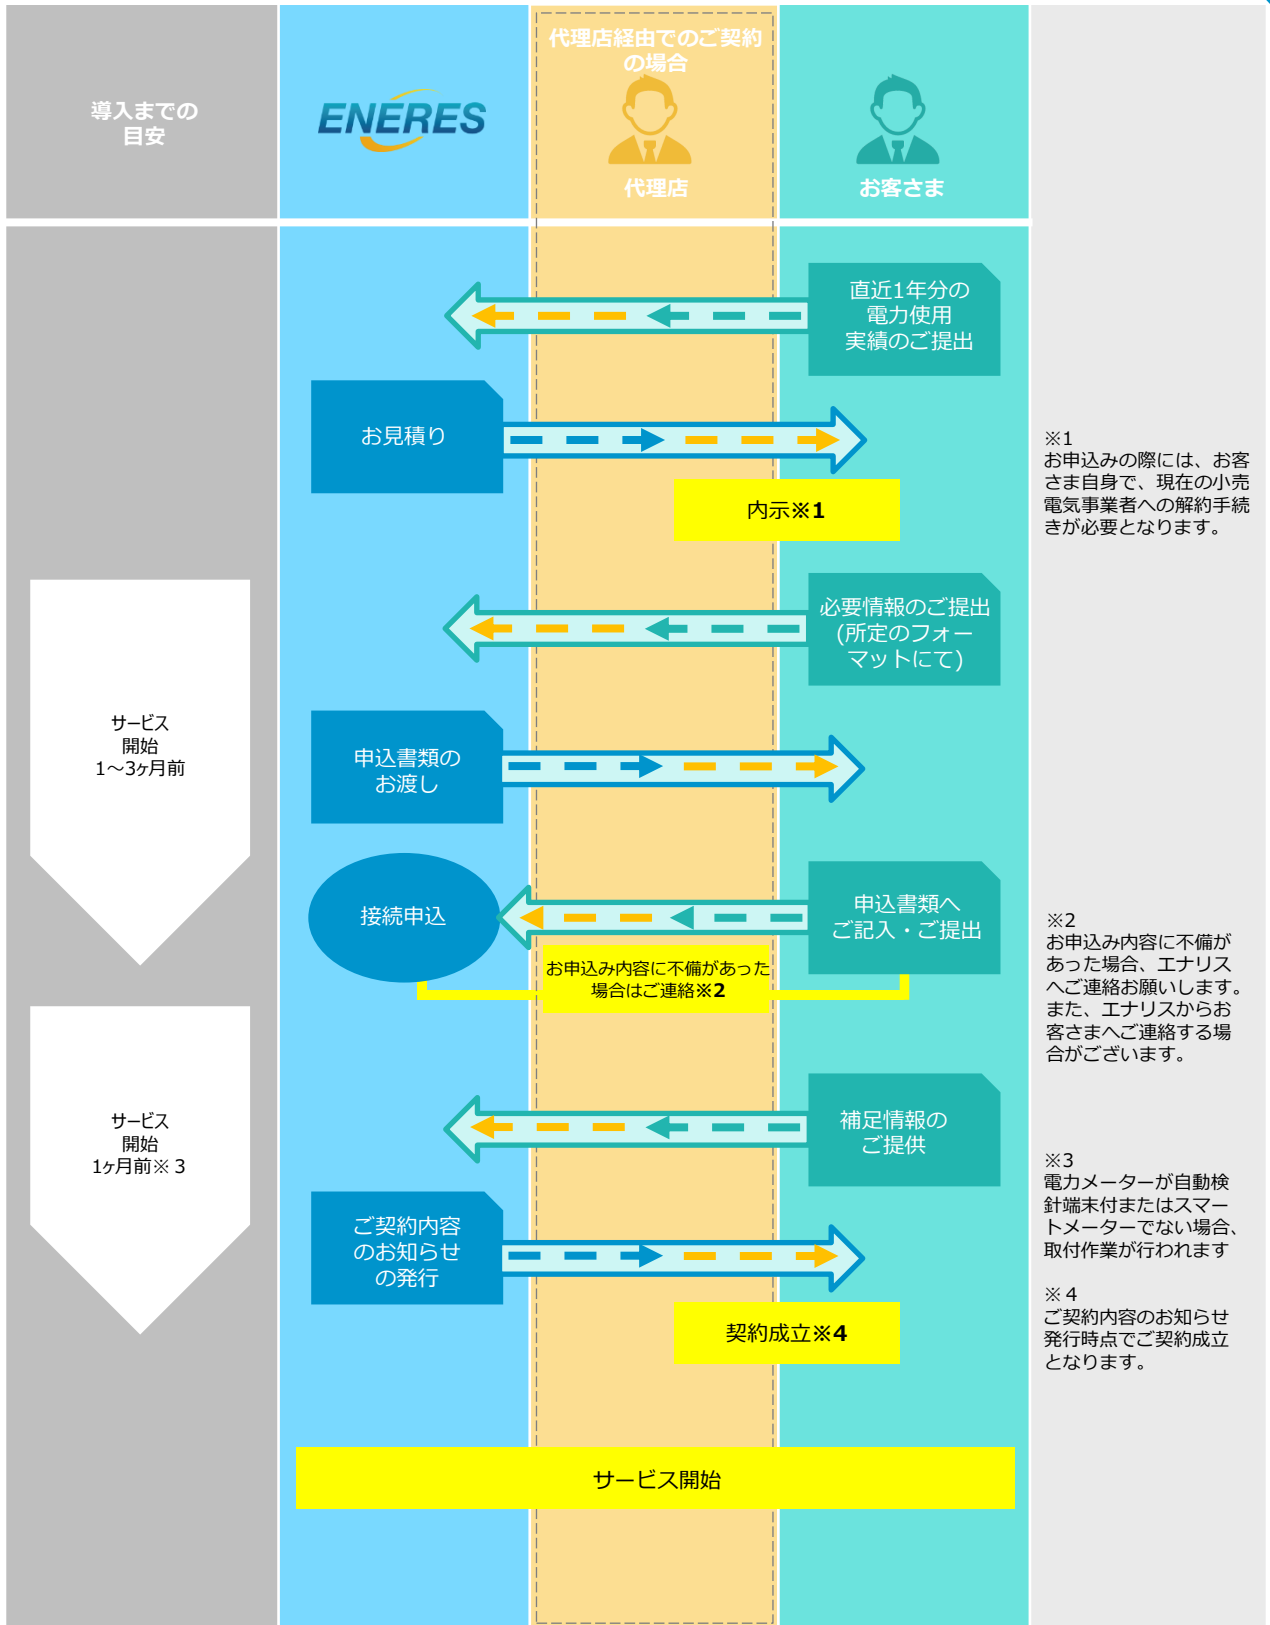 導入までの
目安
ENERES
代理店経由でのご契約
の場合
代理店
お客さま
直近1年分の
電力使用
実績のご提出
お見積り
内示※1
※1
お申込みの際には、お客
さま自身で、現在の小売
電気事業者への解約手続
きが必要となります。
必要情報のご提出
(所定のフォー
マットにて)
サービス
開始
1～3ヶ月前
申込書類の
お渡し
接続申込
申込書類へ
ご記入・ご提出
お申込み内容に不備があった
場合はご連絡※2
※2
お申込み内容に不備が
あった場合、エナリス
へご連絡お願いします。
また、エナリスからお
客さまへご連絡する場
合がございます。
サービス
開始
1ヶ月前※３
補足情報の
ご提供
※3
電力メーターが自動検
針端末付またはスマー
トメーターでない場合、
取付作業が行われます
ご契約内容
のお知らせ
の発行
契約成立※4
※４
ご契約内容のお知らせ
発行時点でご契約成立
となります。
サービス開始